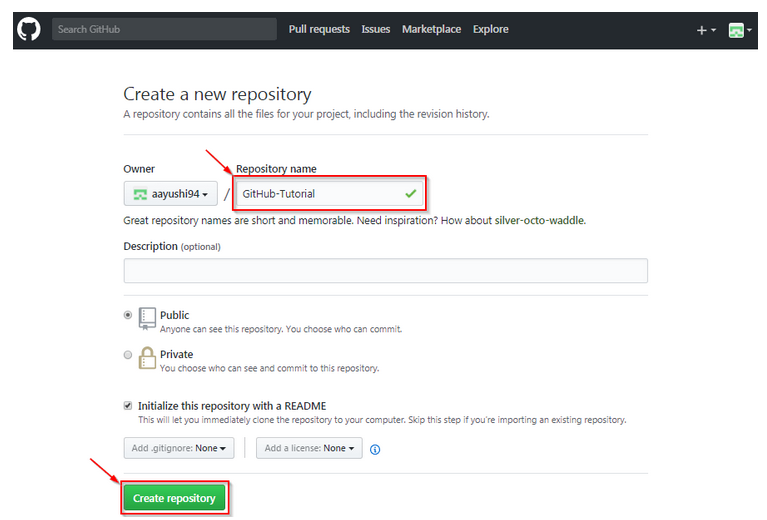 Search GitHub Pull requests Issues Marketplace Explore
Create a new repository
A repository contains all the files for your project, including the revision history.
Owner Repository name
aayushi94 / GitHub-Tutorial
Great repository names are short and memorable. Need inspiration? How about silver-octo-waddle.
Description (optional)
Public
Anyone can see this repository. You choose who can commit.
Private
You choose who can see and commit to this repository.
Initialize this repository with a README
This will let you immediately clone the repository to your computer. Skip this step if you're importing an existing repository.
Add .gitignore: None Add a license: None
Create repository